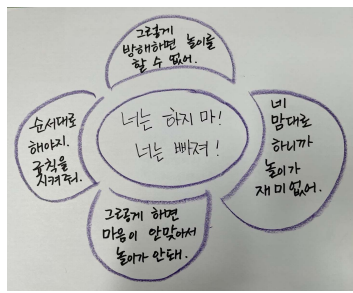 그렇게
방해하면 놀이를
할 수 없어.
순서대로
해야지.
규칙을
지켜줘.
너는 하지 마!
너는 빠져!
네
맘대로
하니까
놀이가
재미없어.
그렇게 하면
마음이 안맞아서
놀이가 안돼.